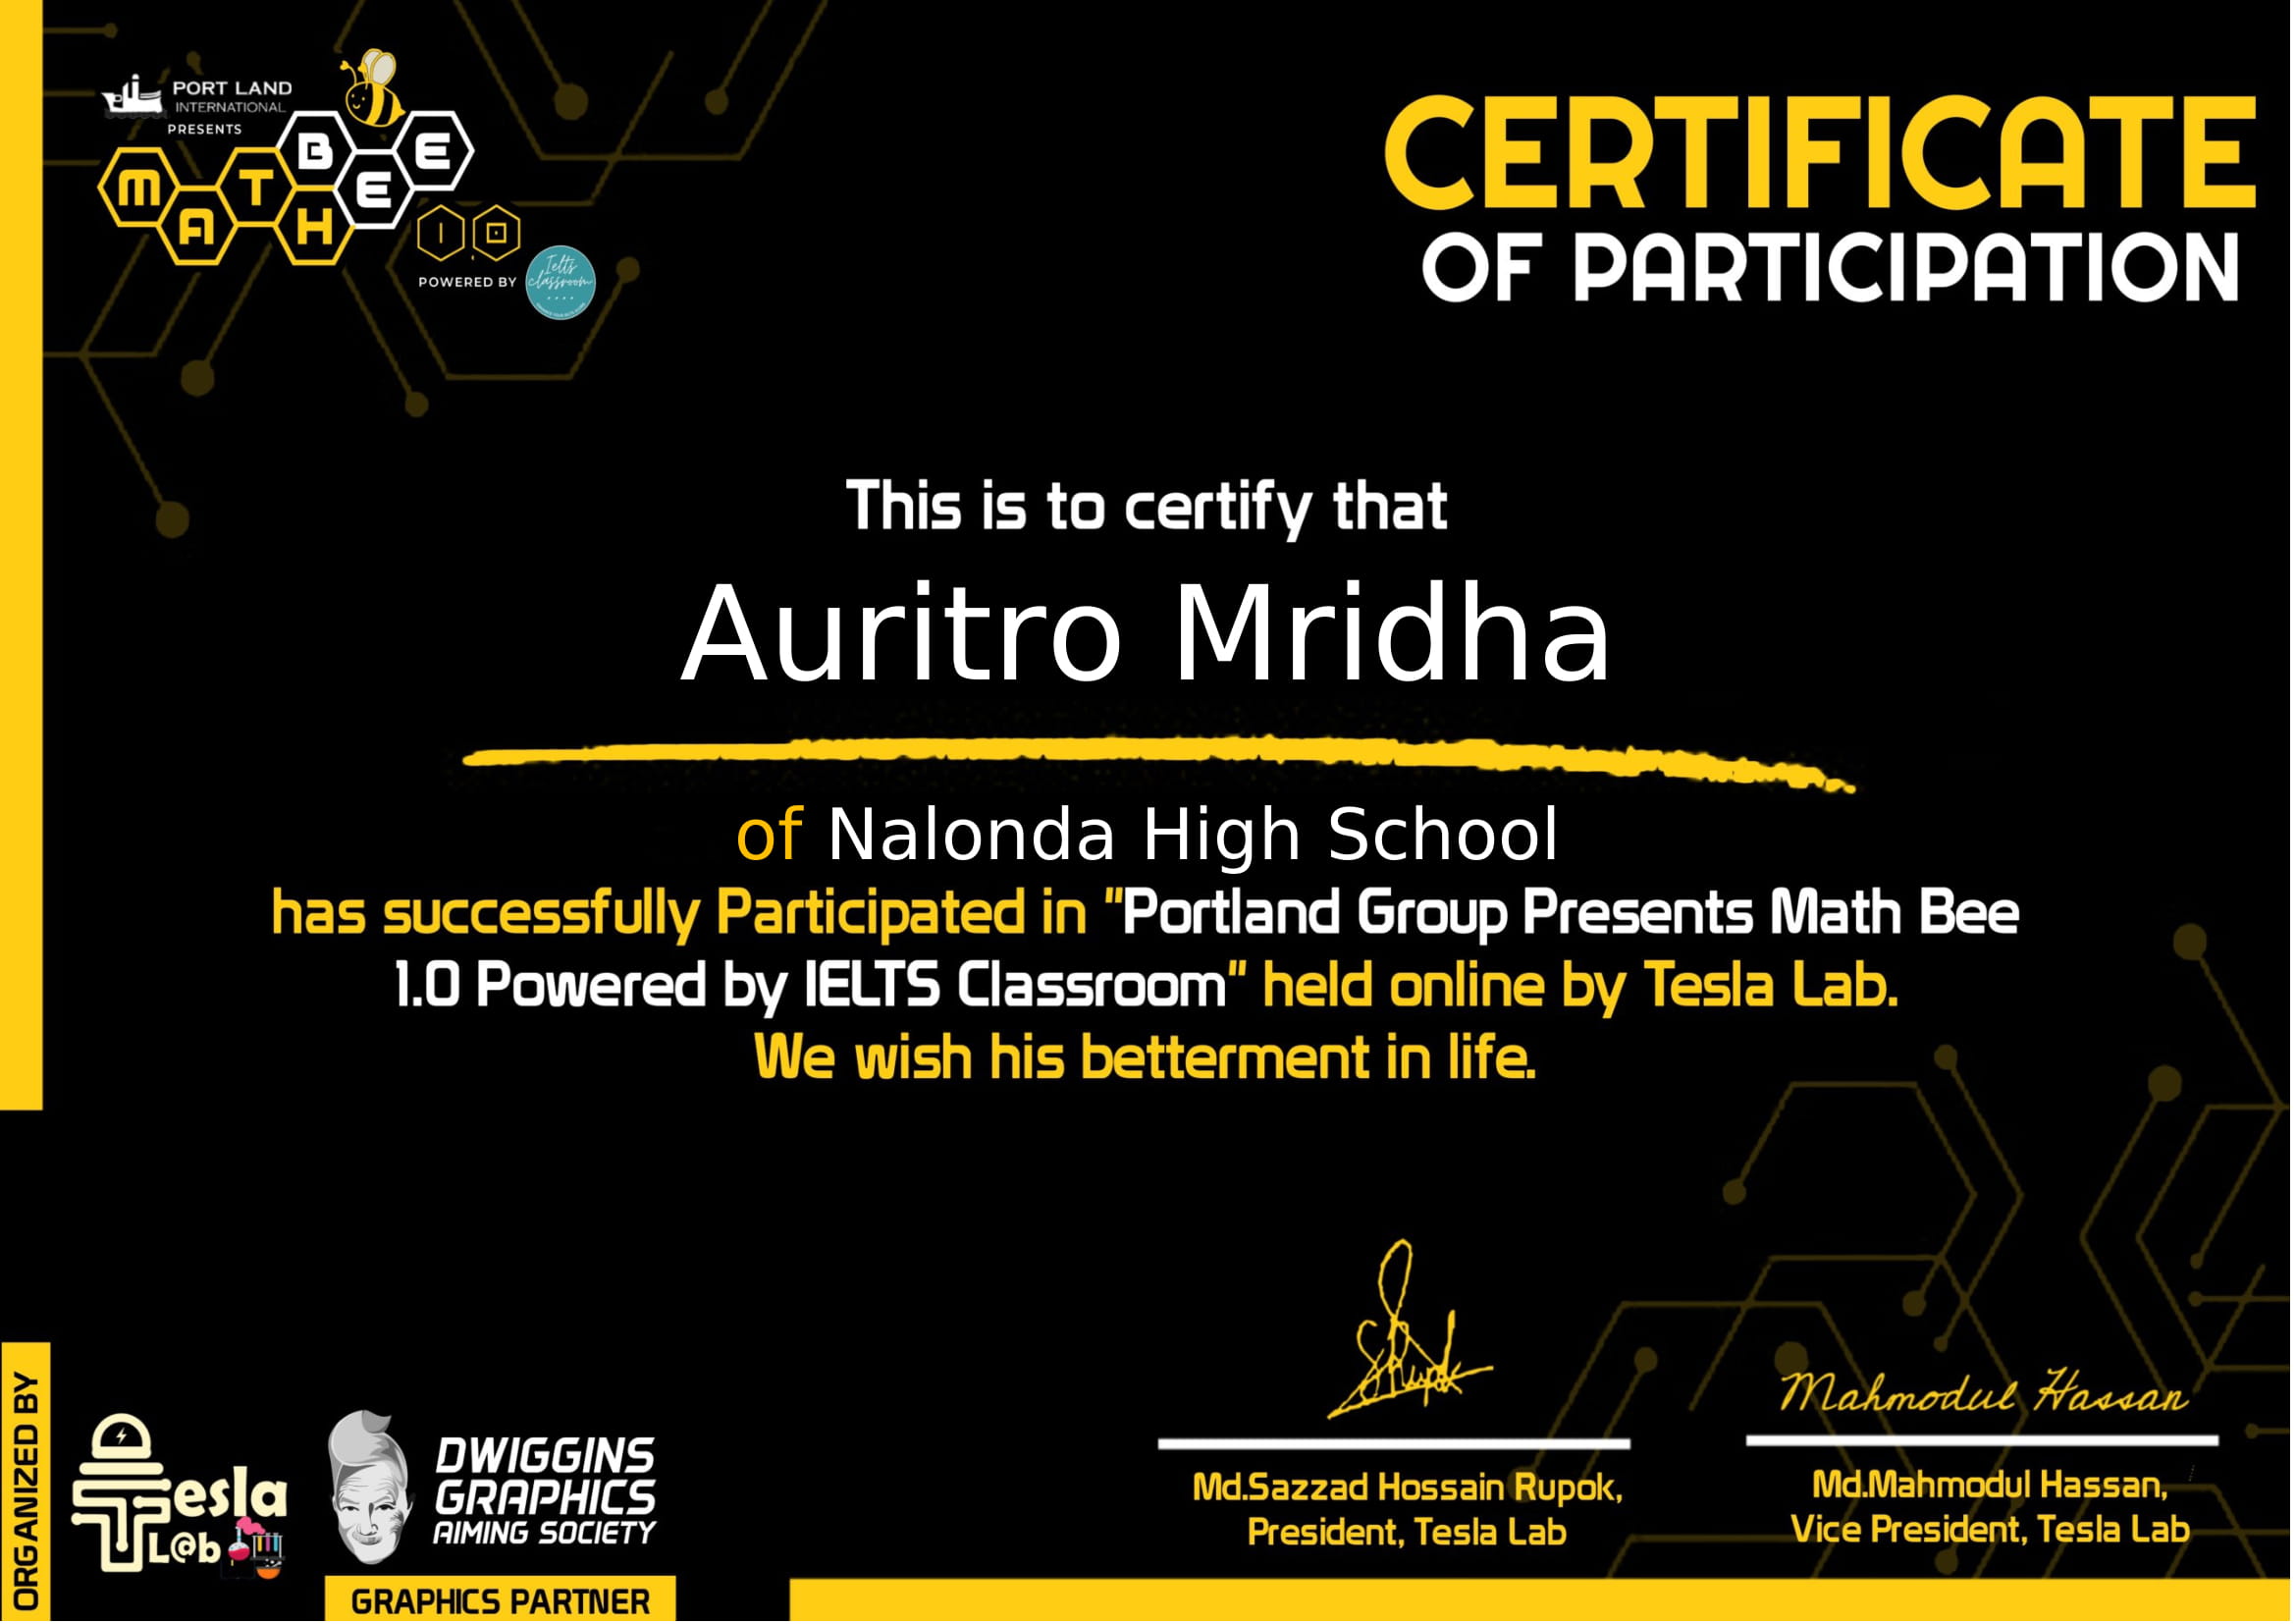 PORT LAND
INTERNATIONAL
PRESENTS
MATH BEE
1.0
POWERED BY
Ielts
classroom
CERTIFICATE
OF PARTICIPATION
This is to certify that
Auritro Mridha
of Nalonda High School
has successfully Participated in "Portland Group Presents Math Bee
1.0 Powered by IELTS Classroom" held online by Tesla Lab.
We wish his betterment in life.
ORGANIZED BY
Tesla
L@b
DWIGGINS
GRAPHICS
AIMING SOCIETY
GRAPHICS PARTNER
SRupok
Md.Sazzad Hossain Rupok,
President, Tesla Lab
Mahmodul Hassan
Md.Mahmodul Hassan,
Vice President, Tesla Lab